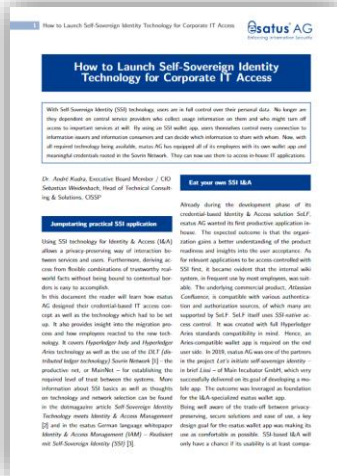 1 How to Launch Self-Sovereign Identity Technology for Corporate IT Access
esatus AG
Delivering Information Security
How to Launch Self-Sovereign Identity
Technology for Corporate IT Access
With Self Sovereign Identity (SSI) technology, users are in full control over their personal data. No longer are
they dependent on central service providers who collect usage information on them and who might turn off
access to important services at will. By using an SSI wallet app, users themselves control every connection to
information issuers and information consumers and can decide which information to share with whom. Now, with
all required technology being available, esatus AG has equipped all of its employees with its own wallet app and
meaningful credentials rooted in the Sovrin Network. They can now use them to access in-house IT applications.
Dr. André Kudra, Executive Board Member / CIO
Sebastian Weidenbach, Head of Technical Consult-
ing & Solutions, CISSP
Jumpstarting practical SSI application
Using SSI technology for Identity & Access (I&A)
allows a privacy-preserving way of interaction be-
tween services and users. Furthermore, deriving ac-
cess from flexible combinations of trustworthy real-
world facts without being bound to contextual bor-
ders is easy to accomplish.
In this document the reader will learn how esatus
AG designed their credential-based IT access con-
cept as well as the technology which had to be set
up. It also provides insight into the migration pro-
cess and how employees reacted to the new tech-
nology. It covers Hyperledger Indy and Hyperledger
Aries technology as well as the use of the DLT (dis-
tributed ledger technology) Sovrin Network [1] - the
productive net, or MainNet – for establishing the
required level of trust between the systems. More
information about SSI basics as well as thoughts
on technology and network selection can be found
in the dotmagazine article Self-Sovereign Identity
Technology meets Identity & Access Management
[2] and in the esatus German language whitepaper
Identity & Access Management (IAM) – Realisiert
mit Self-Sovereign Identity (SSI) [3].
Eat your own SSI I&A
Already during the development phase of its
credential-based Identity & Access solution SeLF,
esatus AG wanted its first productive application in-
house. The expected outcome is that the organi-
zation gains a better understanding of the product
readiness and insights into the user acceptance. As
for relevant applications to be access-controlled with
SSI first, it became evident that the internal wiki
system, in frequent use by most employees, was suit-
able. The underlying commercial product, Atlassian
Confluence, is compatible with various authentica-
tion and authorization sources, of which many are
supported by SeLF. SeLF itself uses SSI-native ac-
cess control. It was created with full Hyperledger
Aries standards compatibility in mind. Hence, an
Aries-compatible wallet app is required on the end
user side. In 2019, esatus AG was one of the partners
in the project Let's initiate self-sovereign identity –
in brief Lissi – of Main Incubator GmbH, which very
successfully delivered on its goal of developing a mo-
bile app. The outcome was leveraged as foundation
for the I&A-specialized esatus wallet app.
Being well aware of the trade-off between privacy-
preserving, secure solutions and ease of use, a key
design goal for the esatus wallet app was making its
use as comfortable as possible. SSI-based I&A will
only have a chance if its usability is at least compa-